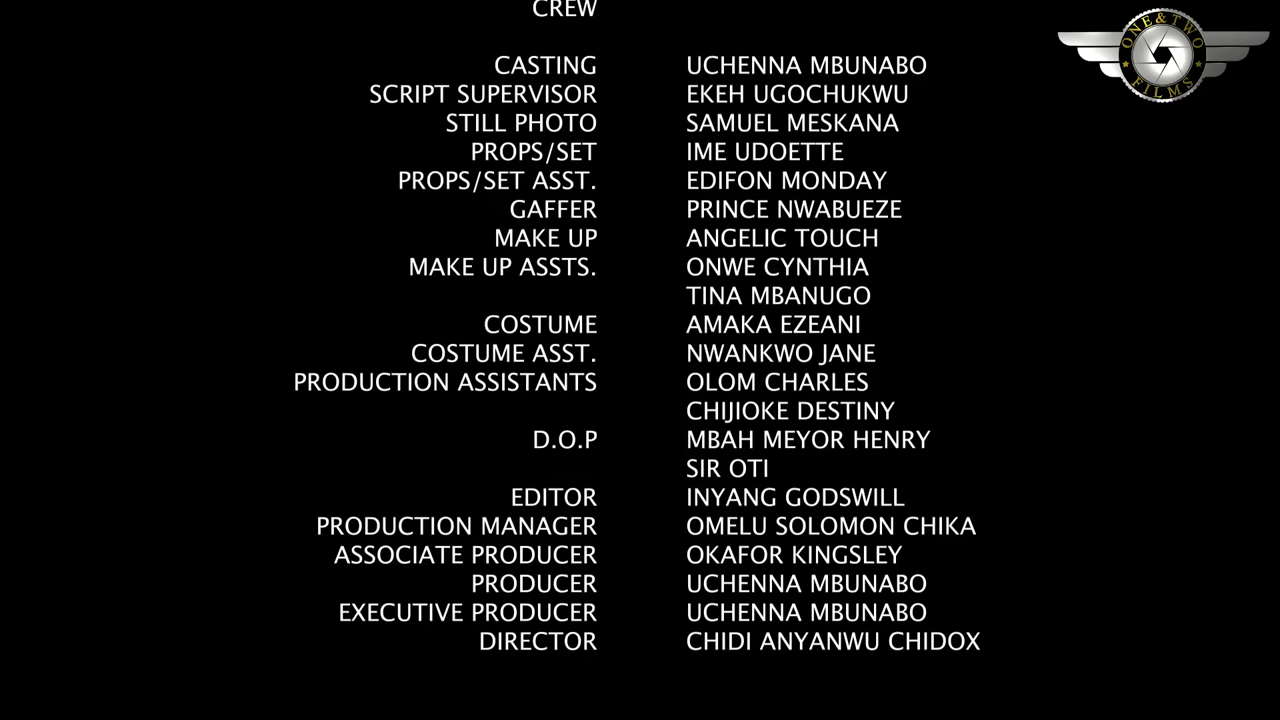 CREW
ONE&TWO
FILMS
CASTING UCHENNA MBUNABO
SCRIPT SUPERVISOR EKEH UGOCHUKWU
STILL PHOTO SAMUEL MESKANA
PROPS/SET IME UDOETTE
PROPS/SET ASST. EDIFON MONDAY
GAFFER PRINCE NWABUEZE
MAKE UP ANGELIC TOUCH
MAKE UP ASSTS. ONWE CYNTHIA
TINA MBANUGO
COSTUME AMAKA EZEANI
COSTUME ASST. NWANKWO JANE
PRODUCTION ASSISTANTS OLOM CHARLES
CHIJIOKE DESTINY
D.O.P MBAH MEYOR HENRY
SIR OTI
EDITOR INYANG GODSWILL
PRODUCTION MANAGER OMELU SOLOMON CHIKA
ASSOCIATE PRODUCER OKAFOR KINGSLEY
PRODUCER UCHENNA MBUNABO
EXECUTIVE PRODUCER UCHENNA MBUNABO
DIRECTOR CHIDI ANYANWU CHIDOX